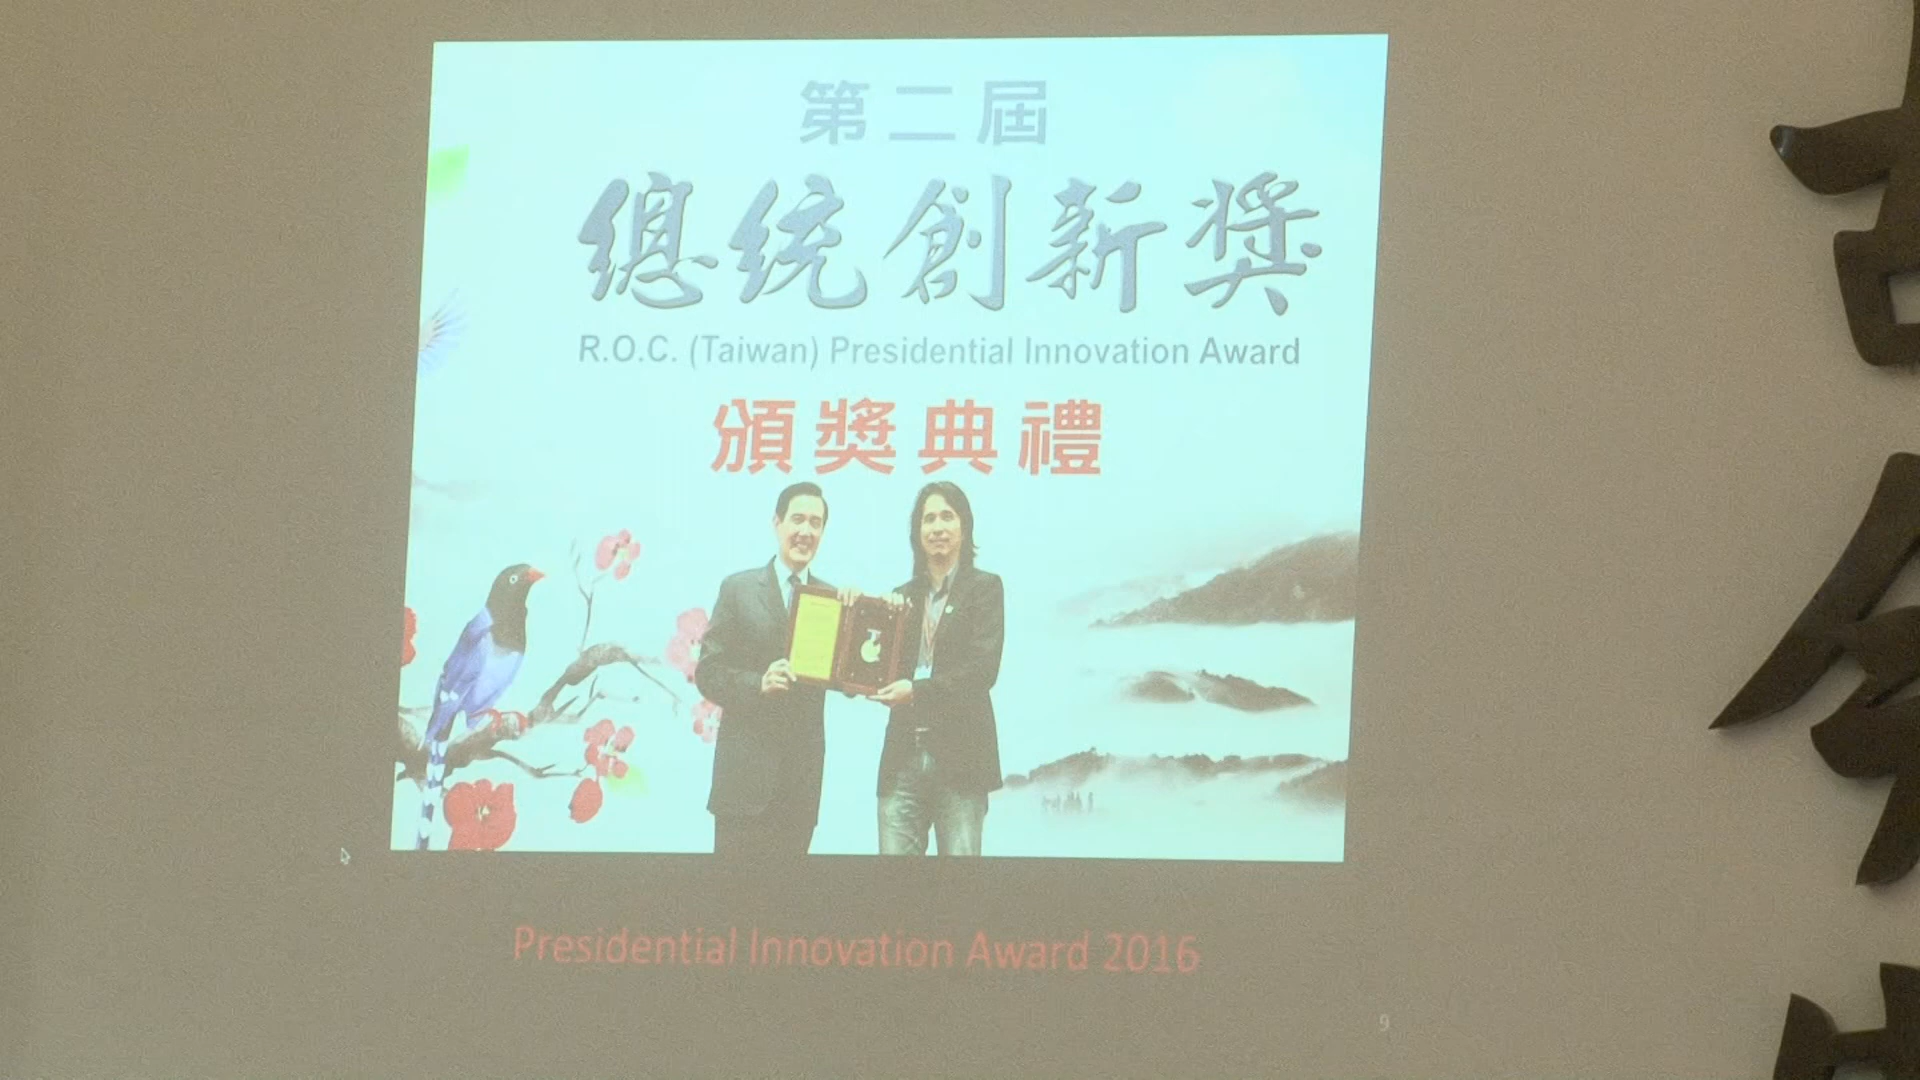 第二屆
總統創新獎
R.O.C. (Taiwan) Presidential Innovation Award
頒獎典禮
Presidential Innovation Award 2016
9